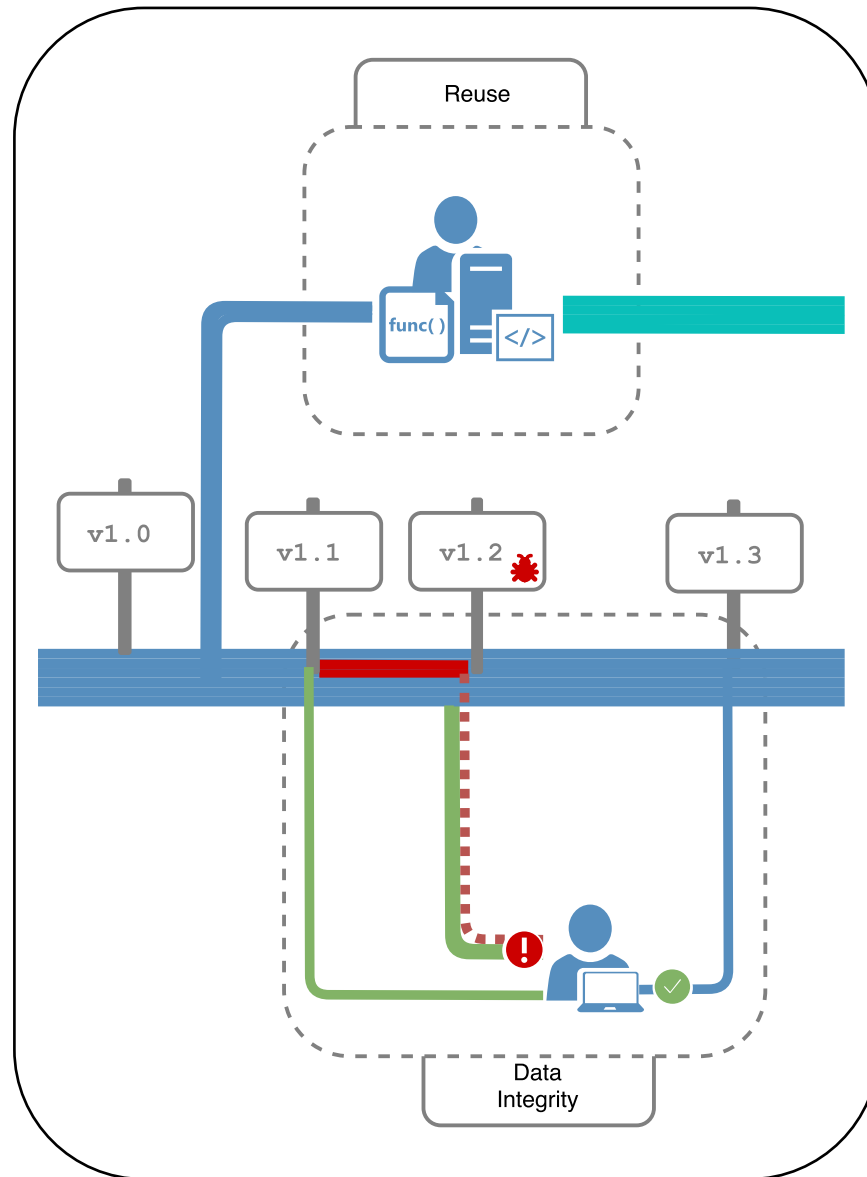 Reuse
func( )
</>
v1.0
v1.1
v1.2
v1.3
Data
Integrity